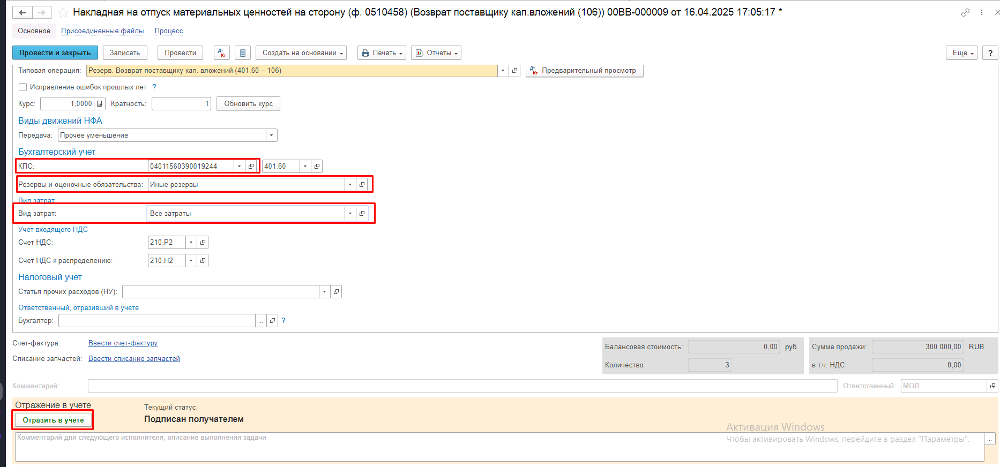 Накладная на отпуск материальных ценностей на сторону (ф. 0510458) (Возврат поставщику кап.вложений (106)) 00ВВ-000009 от 16.04.2025 17:05:17 *
Основное Присоединенные файлы Процесс
Провести и закрыть Записать Провести Дт Кт Создать на основании Печать Отчеты Еще ?
Типовая операция: Резерв. Возврат поставщику кап. вложений (401.60 – 106) Дт Кт Предварительный просмотр
Исправление ошибок прошлых лет ?
Курс: 1,0000 Кратность: 1 Обновить курс
Виды движений НФА
Передача: Прочее уменьшение
Бухгалтерский учет
КПС: 04011560390019244 401.60
Резервы и оценочные обязательства: Иные резервы
Вид затрат
Вид затрат: Все затраты
Учет входящего НДС
Счет НДС: 210.Р2
Счет НДС к распределению: 210.Н2
Налоговый учет
Статья прочих расходов (НУ):
Ответственный, отразивший в учете
Бухгалтер: ... ?
Счет-фактура: Ввести счет-фактуру
Списание запчастей: Ввести списание запчастей
Балансовая стоимость: 0,00 руб. Сумма продажи: 300 000,00 RUB
Количество: 3 в т.ч. НДС: 0,00
Комментарий: Ответственный: МОЛ
Отражение в учете Текущий статус:
Отразить в учете Подписан получателем
Комментарий для следующего исполнителя, описание выполнения задачи ...
Активация Windows
Чтобы активировать Windows, перейдите в раздел "Параметры".